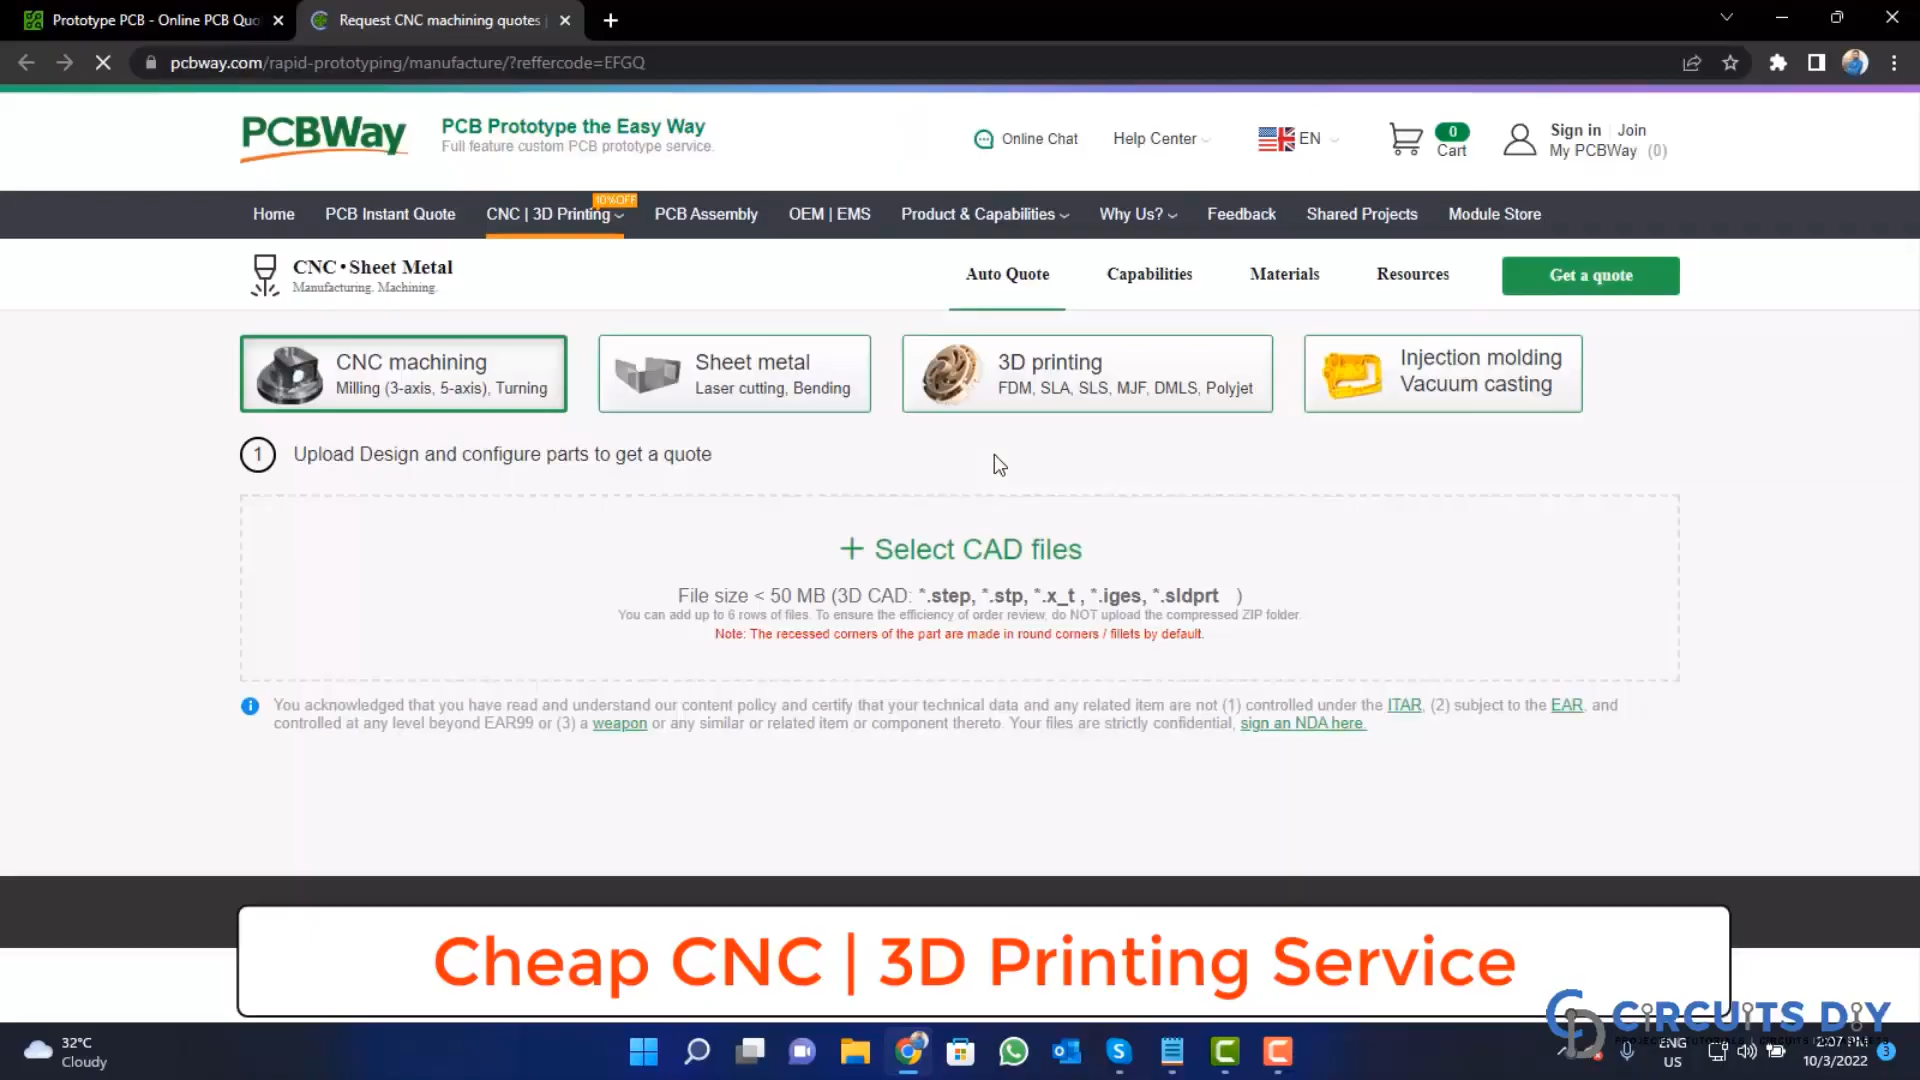 Prototype PCB - Online PCB Quo
Request CNC machining quotes
pcbway.com/rapid-prototyping/manufacture/?reffercode=EFGQ
PCBWay
PCB Prototype the Easy Way
Full feature custom PCB prototype service.
Online Chat
Help Center
EN
0
Cart
Sign in | Join
My PCBWay (0)
10%OFF
Home
PCB Instant Quote
CNC | 3D Printing
PCB Assembly
OEM | EMS
Product & Capabilities
Why Us?
Feedback
Shared Projects
Module Store
CNC•Sheet Metal
Manufacturing. Machining.
Auto Quote
Capabilities
Materials
Resources
Get a quote
CNC machining
Milling (3-axis, 5-axis), Turning
Sheet metal
Laser cutting, Bending
3D printing
FDM, SLA, SLS, MJF, DMLS, Polyjet
Injection molding
Vacuum casting
1
Upload Design and configure parts to get a quote
+ Select CAD files
File size < 50 MB (3D CAD: *.step, *.stp, *.x_t , *.iges, *.sldprt )
You can add up to 6 rows of files. To ensure the efficiency of order review, do NOT upload the compressed ZIP folder.
Note: The recessed corners of the part are made in round corners / fillets by default.
You acknowledged that you have read and understand our content policy and certify that your technical data and any related item are not (1) controlled under the ITAR, (2) subject to the EAR, and
controlled at any level beyond EAR99 or (3) a weapon or any similar or related item or component thereto. Your files are strictly confidential, sign an NDA here.
Cheap CNC | 3D Printing Service
CIRCUITS DIY
32°C
Cloudy
ENG
US
2:07 PM
10/3/2022
3